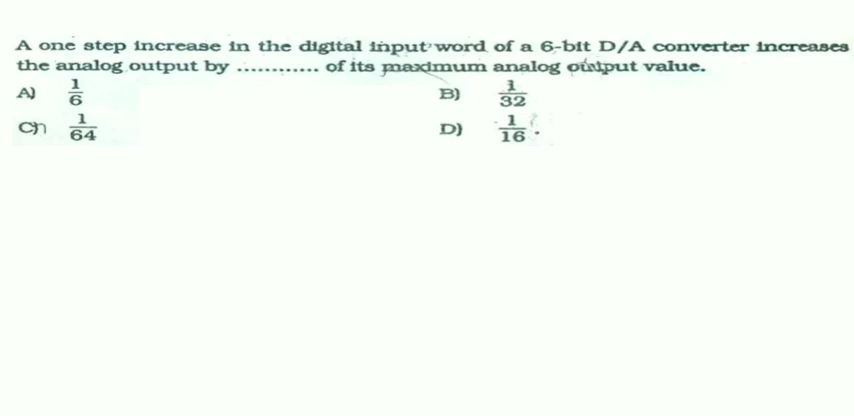 A one step increase in the digital input word of a 6-bit D/A converter increases
the analog output by ............ of its maximum analog output value.
A) 1/6 B) 1/32
C) 1/64 D) 1/16